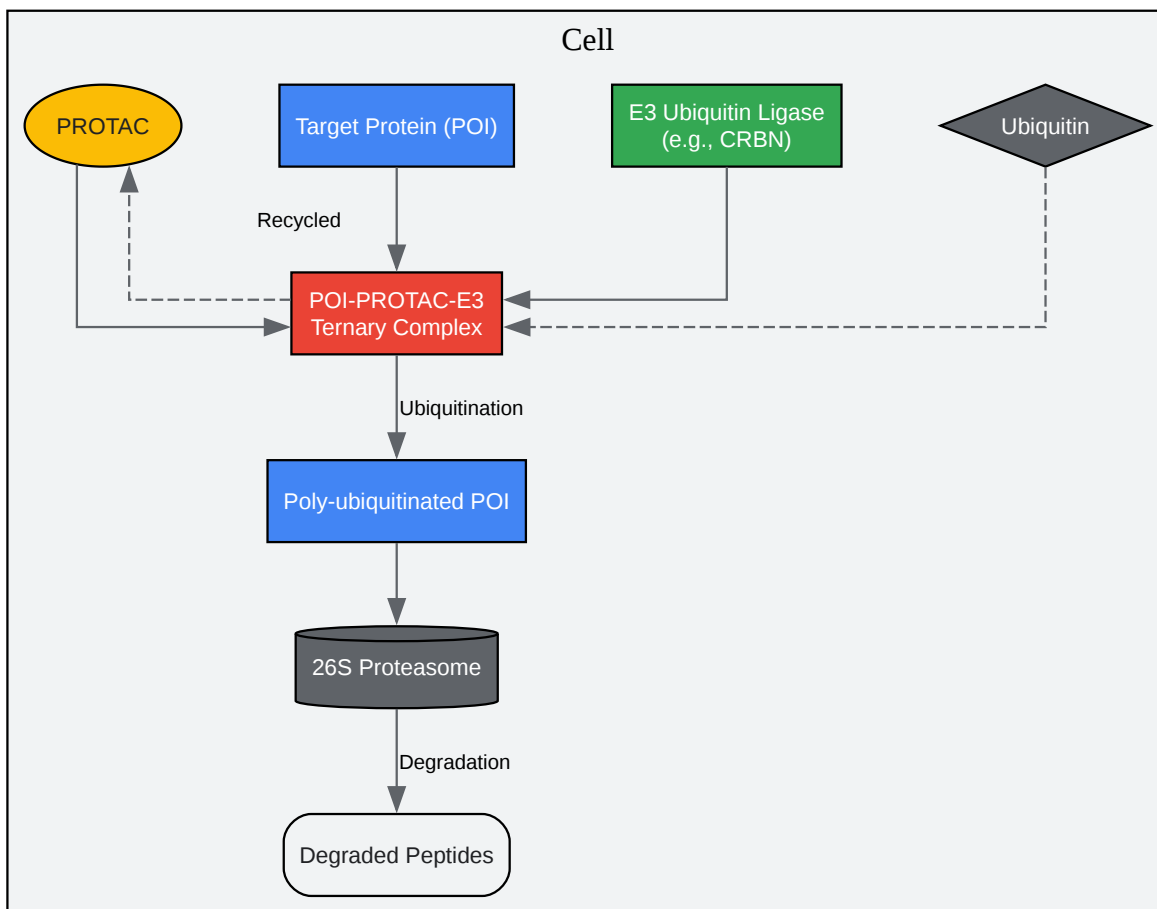 Cell
PROTAC
Target Protein (POI)
E3 Ubiquitin Ligase
(e.g., CRBN)
Ubiquitin
Recycled
POI-PROTAC-E3
Ternary Complex
Ubiquitination
Poly-ubiquitinated POI
26S Proteasome
Degradation
Degraded Peptides